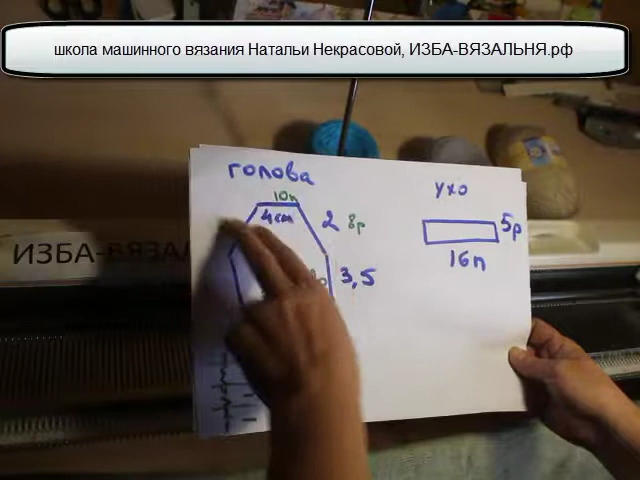 школа машинного вязания Натальи Некрасовой, ИЗБА-ВЯЗАЛЬНЯ.рф
голова
10п
4см
2 8р
3,5
ухо
5р
16п
ИЗБА-ВЯЗА